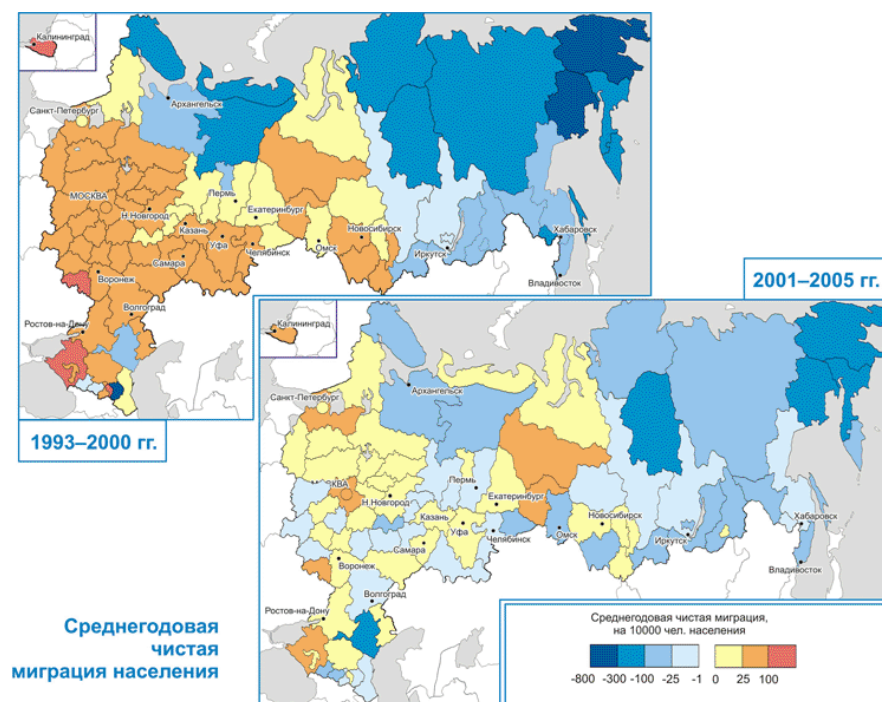 Калининград
Санкт-Петербург
Архангельск
МОСКВА
Н.Новгород
Пермь
Екатеринбург
Казань
Уфа
Самара
Челябинск
Омск
Новосибирск
Иркутск
Хабаровск
Владивосток
Воронеж
Волгоград
Ростов-на-Дону
1993–2000 гг.
2001–2005 гг.
Калининград
Санкт-Петербург
Архангельск
МОСКВА
Н.Новгород
Пермь
Екатеринбург
Казань
Уфа
Самара
Челябинск
Омск
Новосибирск
Иркутск
Хабаровск
Владивосток
Воронеж
Волгоград
Ростов-на-Дону
Среднегодовая
чистая
миграция населения
Среднегодовая чистая миграция,
на 10000 чел. населения
-800 -300 -100 -25 -1 0 25 100